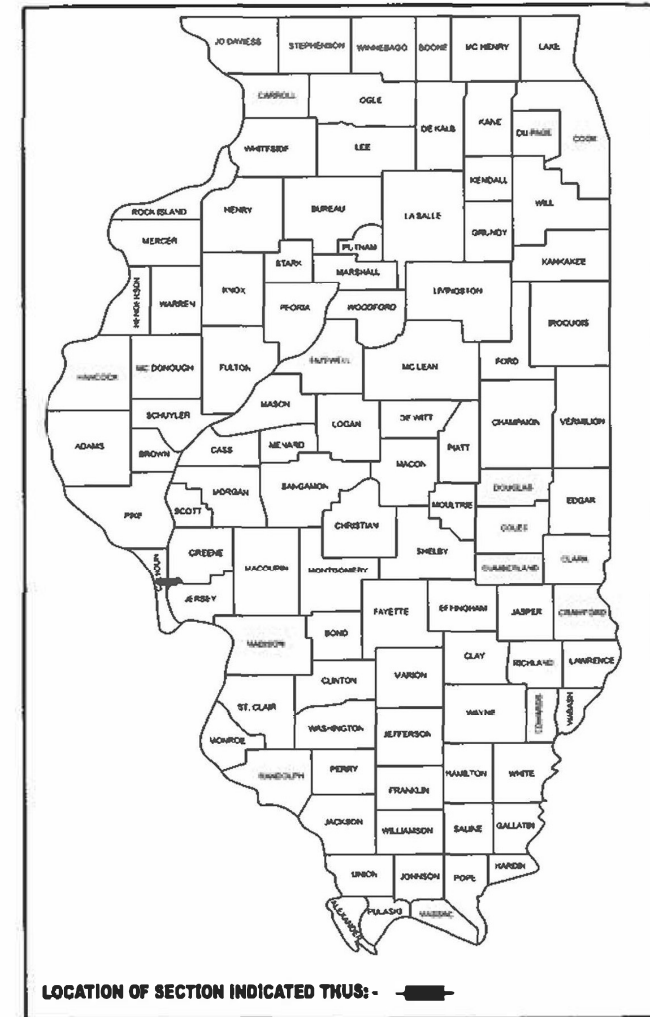 JO DAVIESS STEPHENSON WINNEBAGO BOONE MC HENRY LAKE
CARROLL OGLE DE KALB KANE DU PAGE COOK
WHITESIDE LEE
KENDALL
ROCK ISLAND HENRY BUREAU LA SALLE WILL
MERCER PUTNAM GRUNDY
STARK MARSHALL KANKAKEE
HENDERSON WARREN KNOX PEORIA WOODFORD LIVINGSTON
IROQUOIS
HANCOCK MC DONOUGH FULTON TAZEWELL MC LEAN FORD
MASON
SCHUYLER LOGAN DE WITT CHAMPAIGN VERMILION
ADAMS BROWN CASS MENARD PIATT
MACON
PIKE SCOTT MORGAN SANGAMON MOULTRIE DOUGLAS EDGAR
CHRISTIAN COLES
GREENE MACOUPIN MONTGOMERY SHELBY CUMBERLAND CLARK
CALHOUN JERSEY FAYETTE EFFINGHAM JASPER CRAWFORD
MADISON BOND CLAY RICHLAND LAWRENCE
CLINTON MARION
ST. CLAIR WAYNE EDWARDS WABASH
MONROE WASHINGTON JEFFERSON
RANDOLPH PERRY FRANKLIN HAMILTON WHITE
JACKSON WILLIAMSON SALINE GALLATIN
UNION JOHNSON POPE HARDIN
ALEXANDER PULASKI MASSAC
LOCATION OF SECTION INDICATED THUS: -